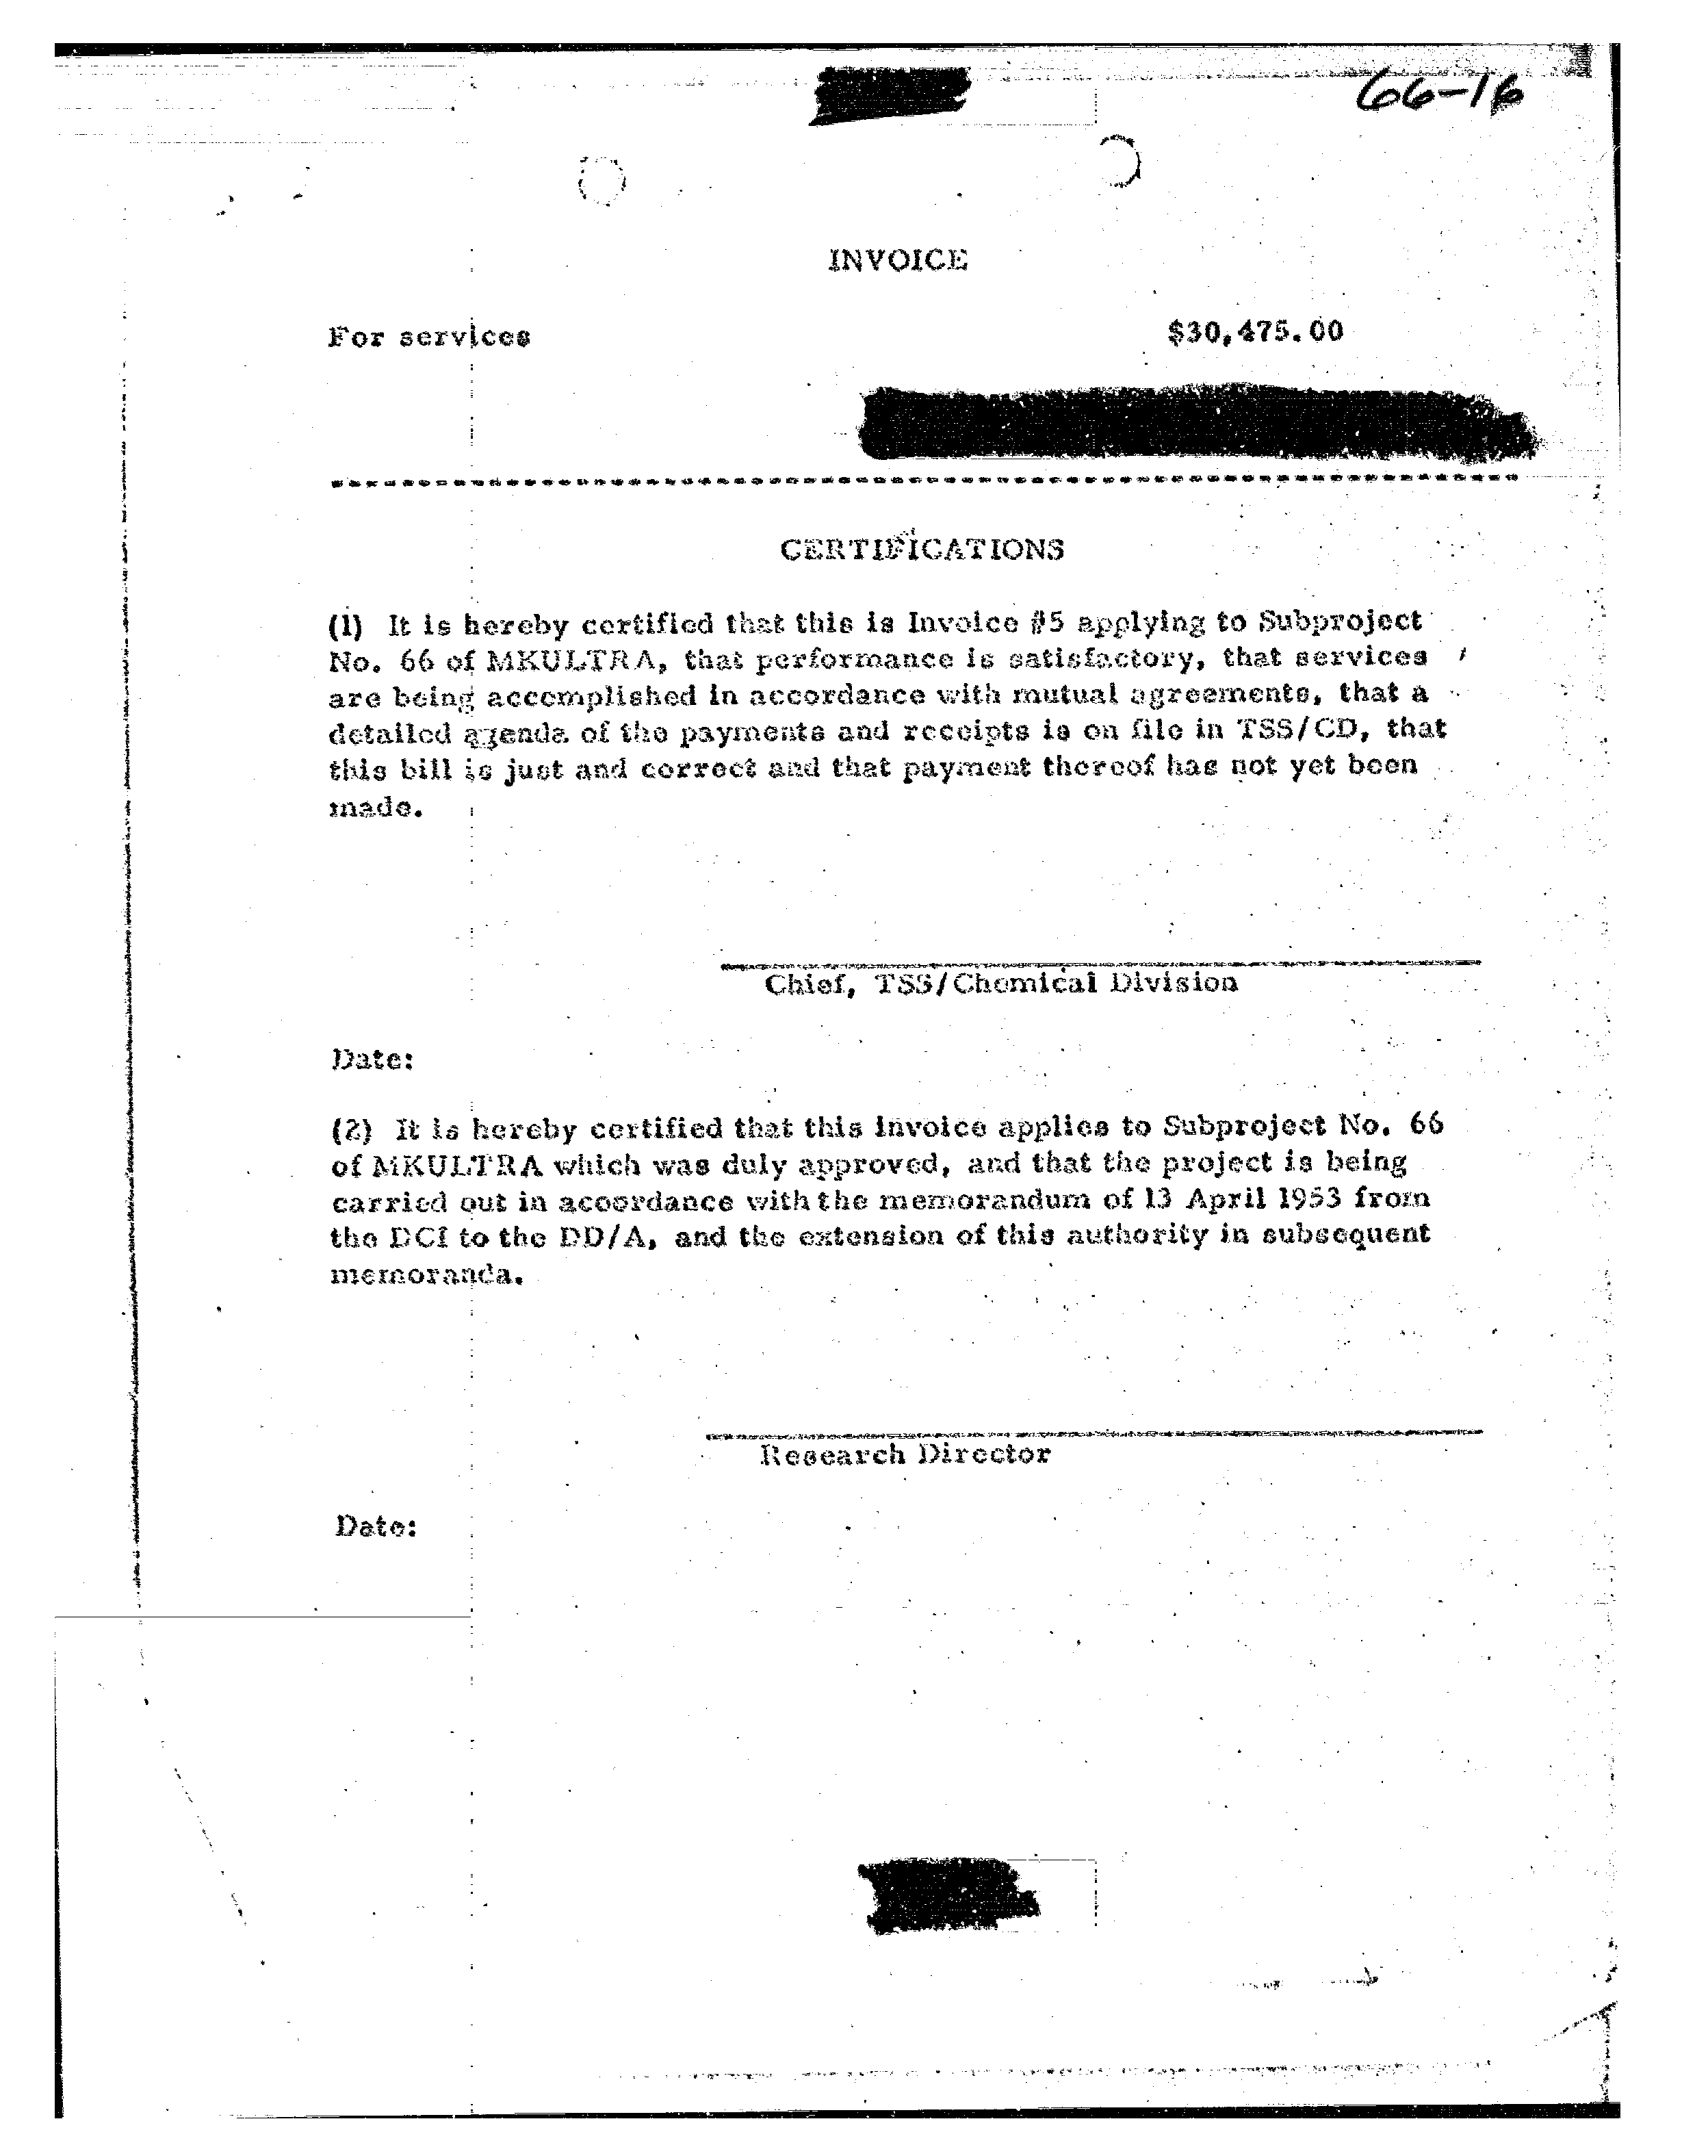 66-16
INVOICE
For services $30,475.00
CERTIFICATIONS
(1) It is hereby certified that this is Invoice #5 applying to Subproject
No. 66 of MKULTRA, that performance is satisfactory, that services
are being accomplished in accordance with mutual agreements, that a
detailed agenda of the payments and receipts is on file in TSS/CD, that
this bill is just and correct and that payment thereof has not yet been
made.
Chief, TSS/Chemical Division
Date:
(2) It is hereby certified that this invoice applies to Subproject No. 66
of MKULTRA which was duly approved, and that the project is being
carried out in accordance with the memorandum of 13 April 1953 from
the DCI to the DD/A, and the extension of this authority in subsequent
memoranda.
Research Director
Date: